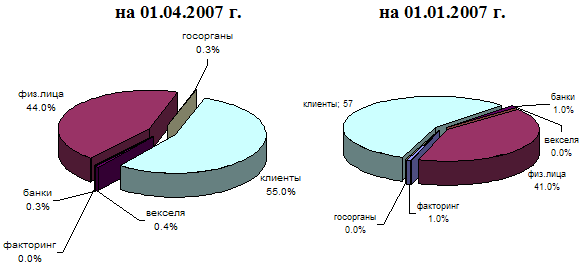 на 01.04.2007 г.
госорганы
0.3%
физ.лица
44.0%
клиенты
55.0%
банки
0.3%
векселя
0.4%
факторинг
0.0%
на 01.01.2007 г.
клиенты; 57
банки
1.0%
векселя
0.0%
физ.лица
41.0%
факторинг
1.0%
госорганы
0.0%